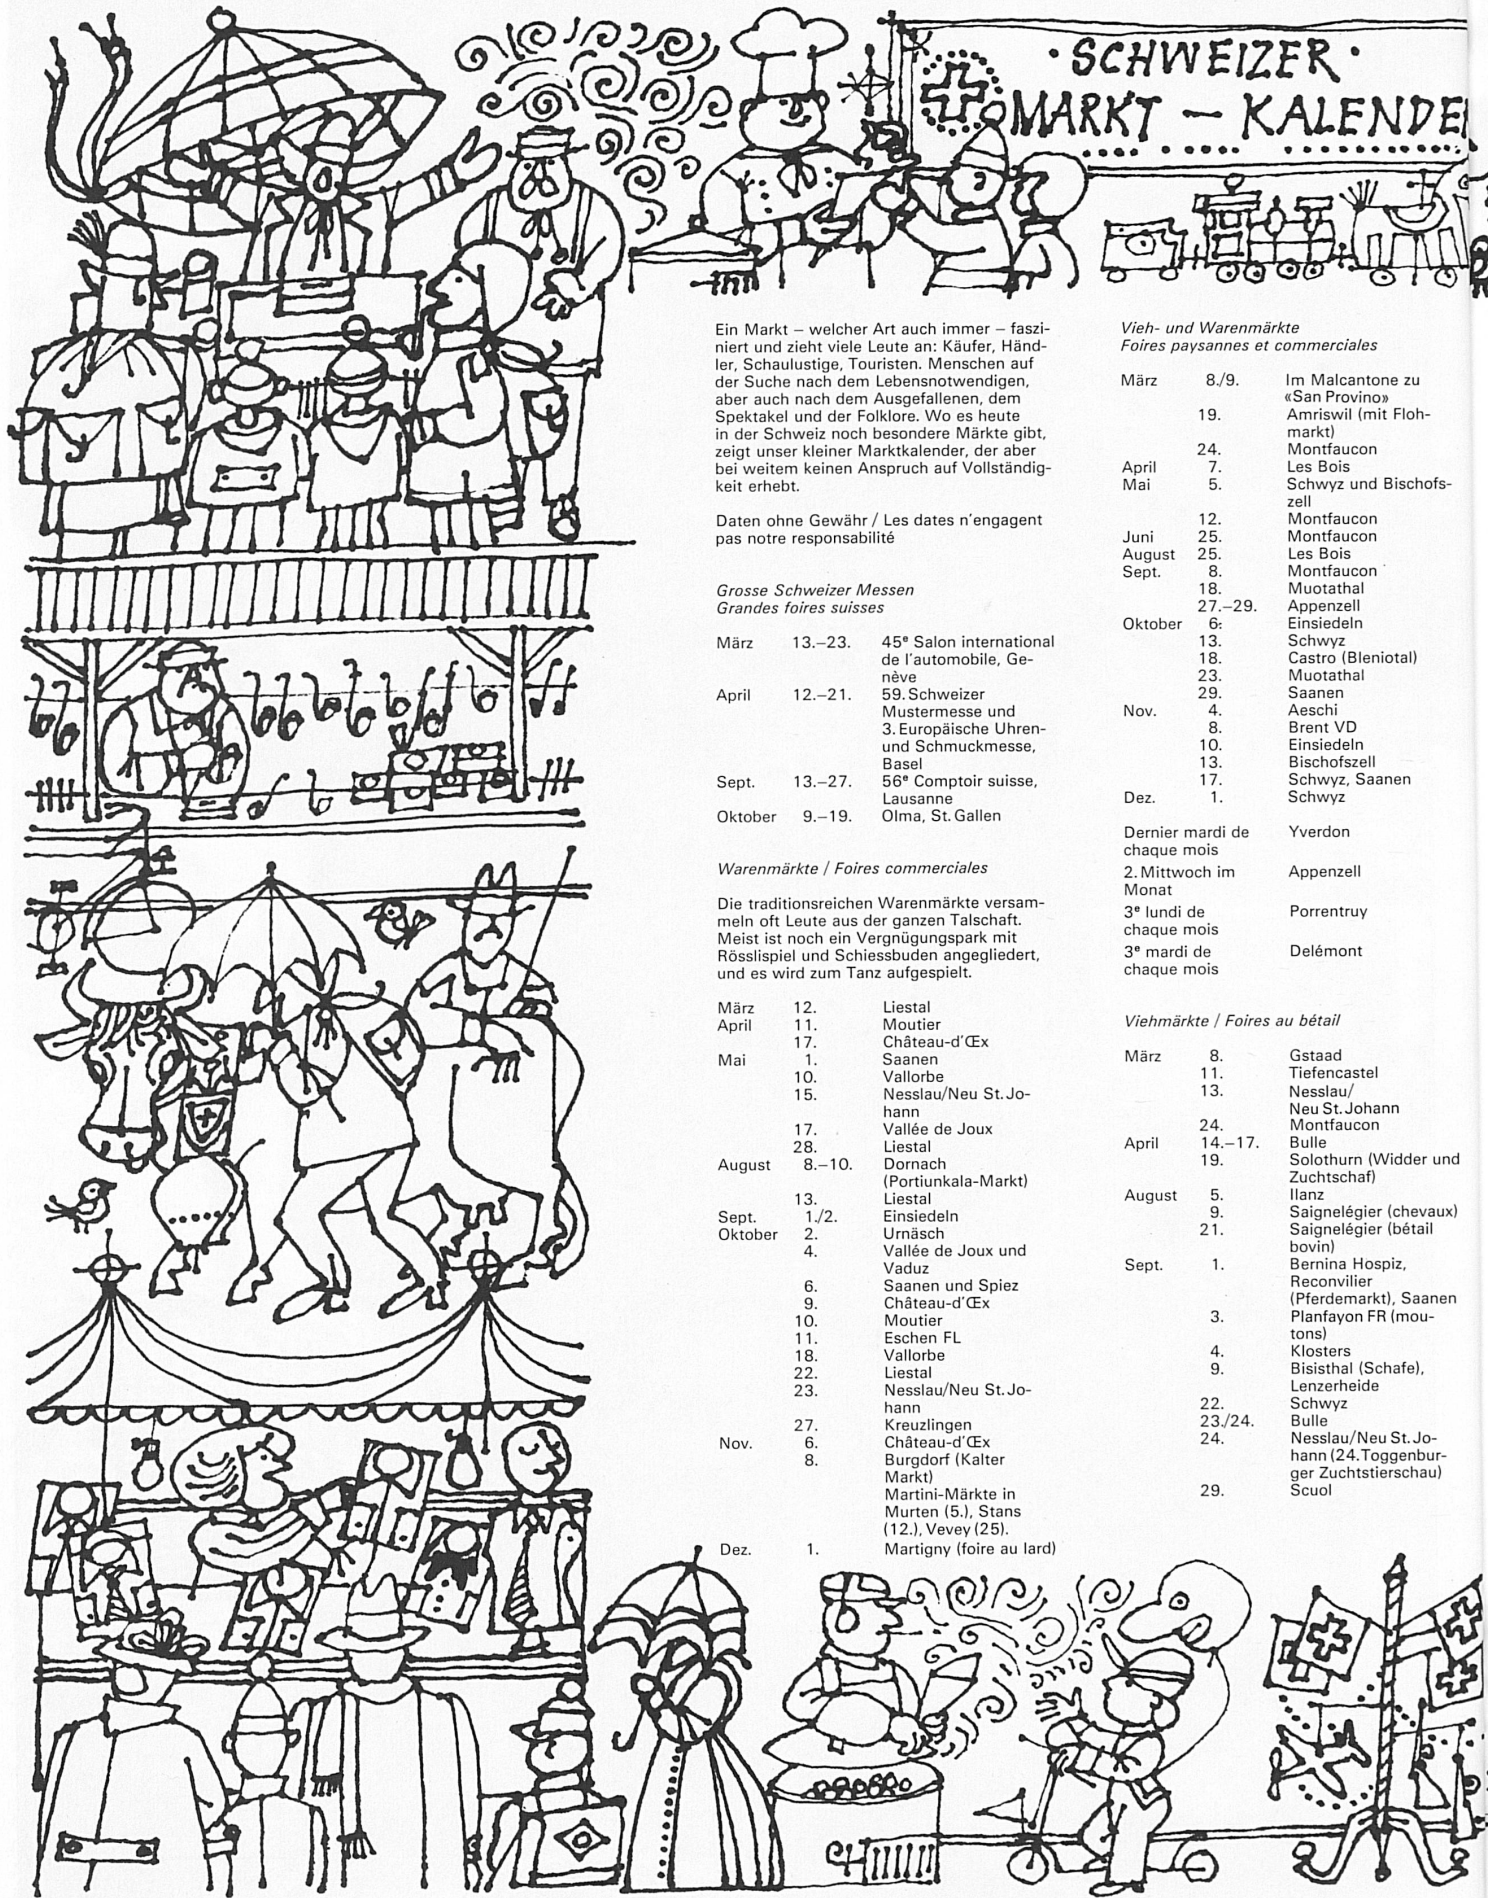 · SCHWEIZER ·
MARKT – KALENDE
Ein Markt – welcher Art auch immer – faszi-
niert und zieht viele Leute an: Käufer, Händ-
ler, Schaulustige, Touristen. Menschen auf
der Suche nach dem Lebensnotwendigen,
aber auch nach dem Ausgefallenen, dem
Spektakel und der Folklore. Wo es heute
in der Schweiz noch besondere Märkte gibt,
zeigt unser kleiner Marktkalender, der aber
bei weitem keinen Anspruch auf Vollständig-
keit erhebt.
Daten ohne Gewähr / Les dates n'engagent
pas notre responsabilité
Grosse Schweizer Messen
Grandes foires suisses
März 13.–23. 45e Salon international
de l'automobile, Ge-
nève
April 12.–21. 59. Schweizer
Mustermesse und
3. Europäische Uhren-
und Schmuckmesse,
Basel
Sept. 13.–27. 56e Comptoir suisse,
Lausanne
Oktober 9.–19. Olma, St. Gallen
Warenmärkte / Foires commerciales
Die traditionsreichen Warenmärkte versam-
meln oft Leute aus der ganzen Talschaft.
Meist ist noch ein Vergnügungspark mit
Rösslispiel und Schiessbuden angegliedert,
und es wird zum Tanz aufgespielt.
März 12. Liestal
April 11. Moutier
17. Château-d'Œx
Mai 1. Saanen
10. Vallorbe
15. Nesslau/Neu St. Jo-
hann
17. Vallée de Joux
28. Liestal
August 8.–10. Dornach
(Portiunkala-Markt)
13. Liestal
Sept. 1./2. Einsiedeln
Oktober 2. Urnäsch
4. Vallée de Joux und
Vaduz
6. Saanen und Spiez
9. Château-d'Œx
10. Moutier
11. Eschen FL
18. Vallorbe
22. Liestal
23. Nesslau/Neu St. Jo-
hann
27. Kreuzlingen
Nov. 6. Château-d'Œx
8. Burgdorf (Kalter
Markt)
Martini-Märkte in
Murten (5.), Stans
(12.), Vevey (25).
Dez. 1. Martigny (foire au lard)
Vieh- und Warenmärkte
Foires paysannes et commerciales
März 8./9. Im Malcantone zu
«San Provino»
19. Amriswil (mit Floh-
markt)
24. Montfaucon
April 7. Les Bois
Mai 5. Schwyz und Bischofs-
zell
12. Montfaucon
Juni 25. Montfaucon
August 25. Les Bois
Sept. 8. Montfaucon
18. Muotathal
27.–29. Appenzell
Oktober 6. Einsiedeln
13. Schwyz
18. Castro (Bleniotal)
23. Muotathal
29. Saanen
Nov. 4. Aeschi
8. Brent VD
10. Einsiedeln
13. Bischofszell
17. Schwyz, Saanen
Dez. 1. Schwyz
Dernier mardi de Yverdon
chaque mois
2. Mittwoch im Appenzell
Monat
3e lundi de Porrentruy
chaque mois
3e mardi de Delémont
chaque mois
Viehmärkte / Foires au bétail
März 8. Gstaad
11. Tiefencastel
13. Nesslau/
Neu St. Johann
24. Montfaucon
April 14.–17. Bulle
19. Solothurn (Widder und
Zuchtschaf)
August 5. Ilanz
9. Saignelégier (chevaux)
21. Saignelégier (bétail
bovin)
Sept. 1. Bernina Hospiz,
Reconvilier
(Pferdemarkt), Saanen
3. Planfayon FR (mou-
tons)
4. Klosters
9. Bisisthal (Schafe),
Lenzerheide
22. Schwyz
23./24. Bulle
24. Nesslau/Neu St. Jo-
hann (24. Toggenbur-
ger Zuchtstierschau)
29. Scuol